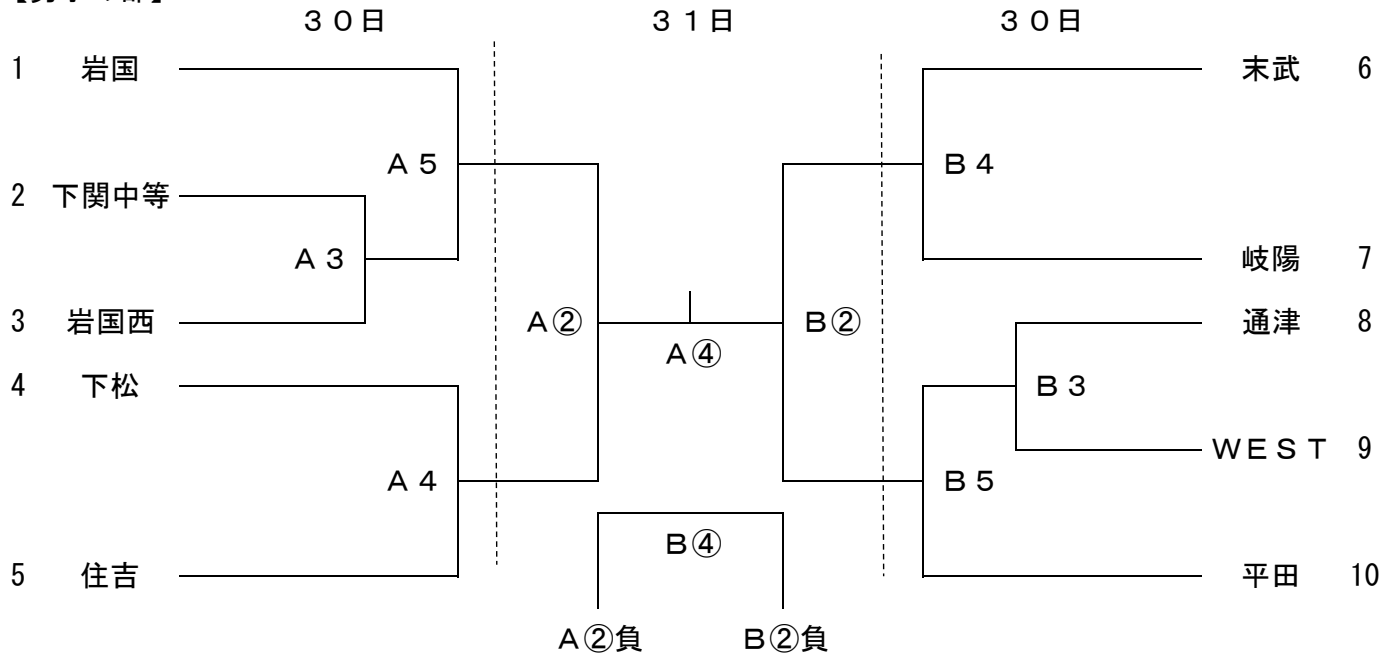 ３０日 ３１日 ３０日
1 岩国 末武 6
Ａ５ Ｂ４
2 下関中等
Ａ３ 岐陽 7
3 岩国西 Ａ② Ｂ② 通津 8
Ａ④
4 下松 Ｂ３
ＷＥＳＴ 9
Ａ４ Ｂ５
Ｂ④
5 住吉 平田 10
Ａ②負 Ｂ②負